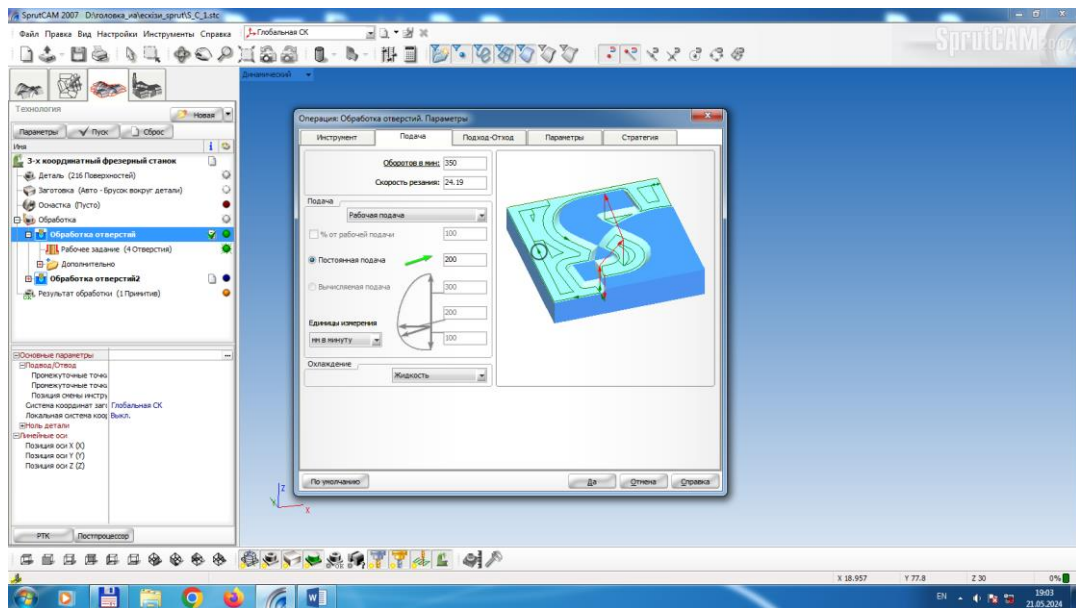 SprutCAM 2007 D:\головка_иа\ескізи_sprut\S_C_1.stc
Файл Правка Вид Настройки Инструменты Справка
Глобальная СК
SprutCAM 2007
Динамический
Технология
Новая
Параметры Пуск Сброс
Имя
3-х координатный фрезерный станок
Деталь (216 Поверхностей)
Заготовка (Авто - Брусок вокруг детали)
Оснастка (Пусто)
Обработка
Обработка отверстий
Рабочее задание (4 Отверстия)
Дополнительно
Обработка отверстий2
Результат обработки (1 Примитив)
Основные параметры
Подвод/Отвод
Промежуточные точки
Промежуточные точки
Позиция смены инстру
Система координат заг Глобальная СК
Локальная система коор Выкл.
Ноль детали
Линейные оси
Позиция оси X (X)
Позиция оси Y (Y)
Позиция оси Z (Z)
РТК Постпроцессор
Операция: Обработка отверстий. Параметры
Инструмент Подача Подход-Отход Параметры Стратегия
Оборотов в мин: 350
Скорость резания: 24.19
Подача
Рабочая подача
% от рабочей подачи 100
Постоянная подача 200
Вычисляемая подача 300
200
Единицы измерения
мм в минуту 100
Охлаждение
Жидкость
По умолчанию Да Отмена Справка
Z
Y
X
X 18.957 Y 77.8 Z 30 0%
EN 19:03
21.05.2024